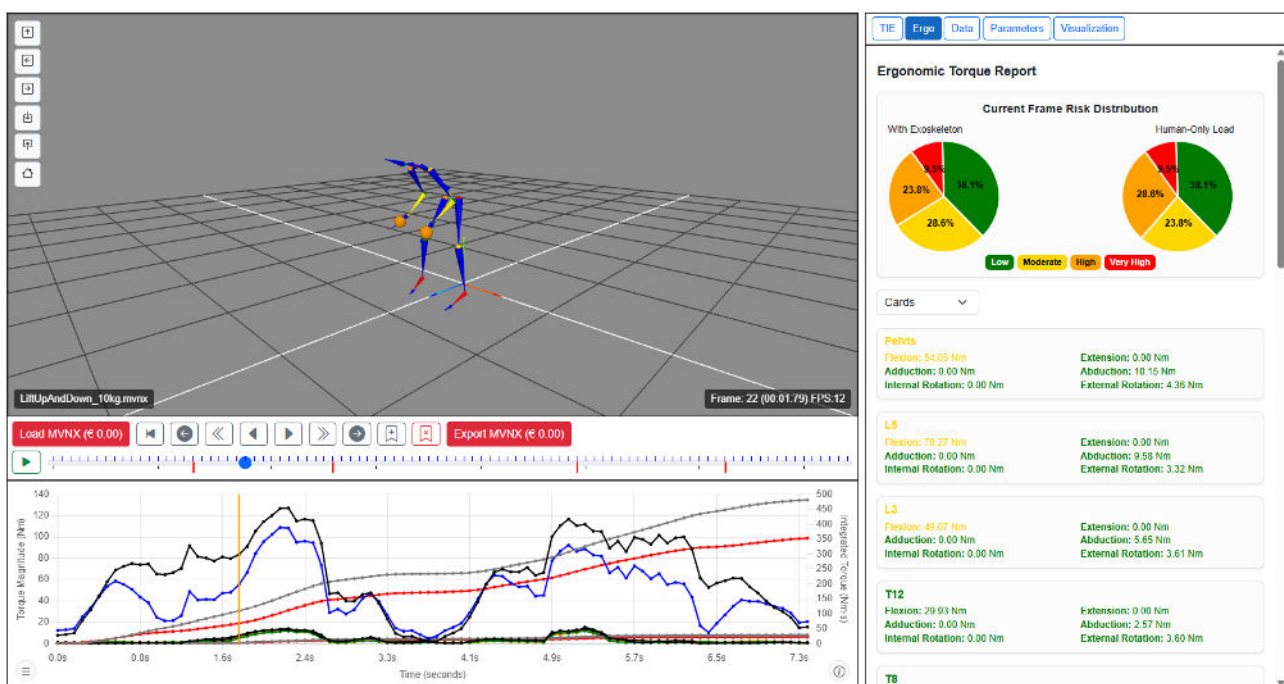 TIE Ergo Data Parameters Visualization
Ergonomic Torque Report
Current Frame Risk Distribution
With Exoskeleton Human-Only Load
9.5% 38.1% 28.6% 23.8%
9.5% 38.1% 23.8% 28.6%
Low Moderate High Very High
Cards
Pelvis
Flexion: 54.05 Nm Extension: 0.00 Nm
Adduction: 0.00 Nm Abduction: 10.15 Nm
Internal Rotation: 0.00 Nm External Rotation: 4.36 Nm
L5
Flexion: 70.27 Nm Extension: 0.00 Nm
Adduction: 0.00 Nm Abduction: 9.58 Nm
Internal Rotation: 0.00 Nm External Rotation: 3.32 Nm
L3
Flexion: 49.07 Nm Extension: 0.00 Nm
Adduction: 0.00 Nm Abduction: 5.65 Nm
Internal Rotation: 0.00 Nm External Rotation: 3.61 Nm
T12
Flexion: 29.93 Nm Extension: 0.00 Nm
Adduction: 0.00 Nm Abduction: 2.57 Nm
Internal Rotation: 0.00 Nm External Rotation: 3.60 Nm
T8
LiftUpAndDown_10kg.mvnx
Frame: 22 (00:01.79) FPS:12
Load MVNX (€ 0.00) Export MVNX (€ 0.00)
Torque Magnitude (Nm)
140
120
100
80
60
40
20
0
500
450
400
350
300
250
200
150
100
50
0
Integrated Torque (Nm·s)
0.0s 0.8s 1.6s 2.4s 3.3s 4.1s 4.9s 5.7s 6.5s 7.3s
Time (seconds)